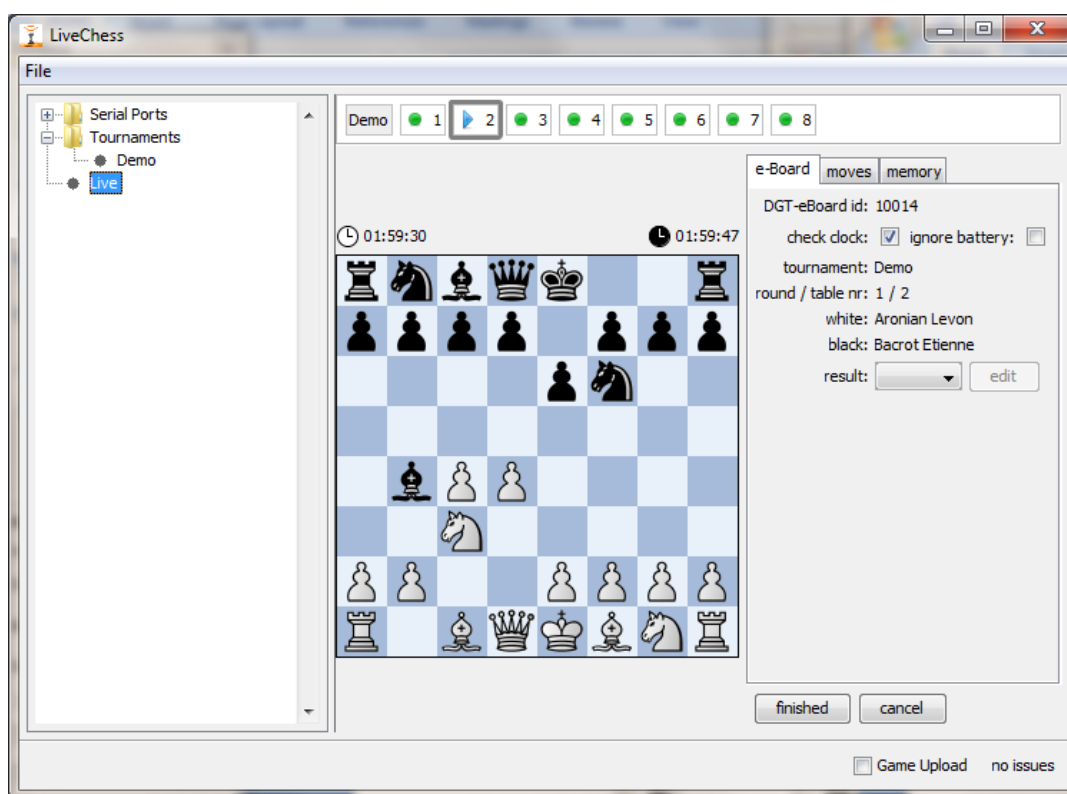 LiveChess
File
Serial Ports
Tournaments
Demo
Live
Demo 1 2 3 4 5 6 7 8
01:59:30 01:59:47
e-Board moves memory
DGT-eBoard id: 10014
check clock: ignore battery:
tournament: Demo
round / table nr: 1 / 2
white: Aronian Levon
black: Bacrot Etienne
result: edit
finished cancel
Game Upload no issues